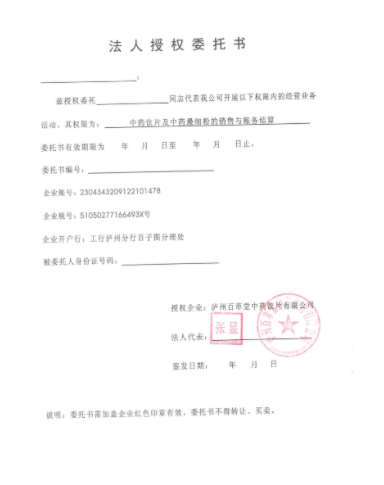 法人授权委托书
：
兹授权委托 同志代表我公司开展以下权限内的经营业务
活动。其权限为： 中药饮片及中药最细粉的销售与账务结算
委托书有效期限为 年 月 日至 年 月 日止。
委托书编号：
企业账号：2304343209122101478
企业税号：51050277166493X号
企业开户行：工行泸州分行百子图分理处
被委托人身份证号码：
授权企业：泸州百草堂中药饮片有限公司
法人代表：
张显
签发日期： 年 月 日
说明：委托书需加盖企业红色印章有效，委托书不得转让、买卖。